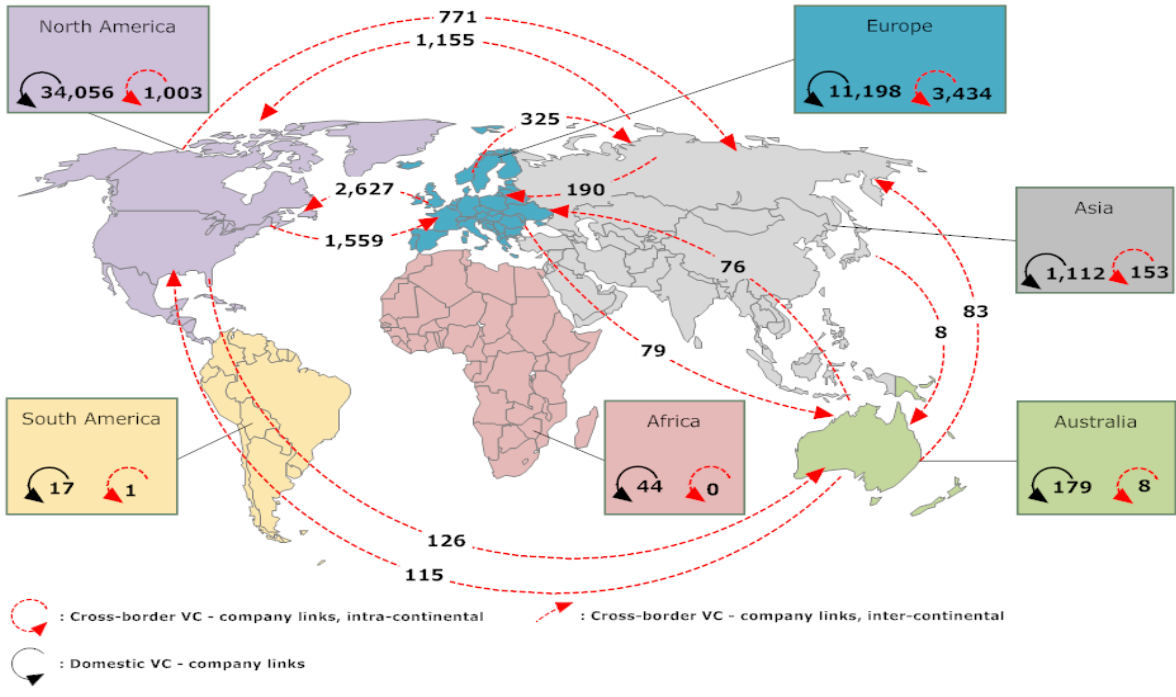 771
North America
1,155
Europe
34,056 1,003
11,198 3,434
325
2,627
190
Asia
1,559
76
1,112 153
83
8
79
South America
Africa
Australia
17 1
44 0
179 8
126
115
: Cross-border VC - company links, intra-continental
: Cross-border VC - company links, inter-continental
: Domestic VC - company links